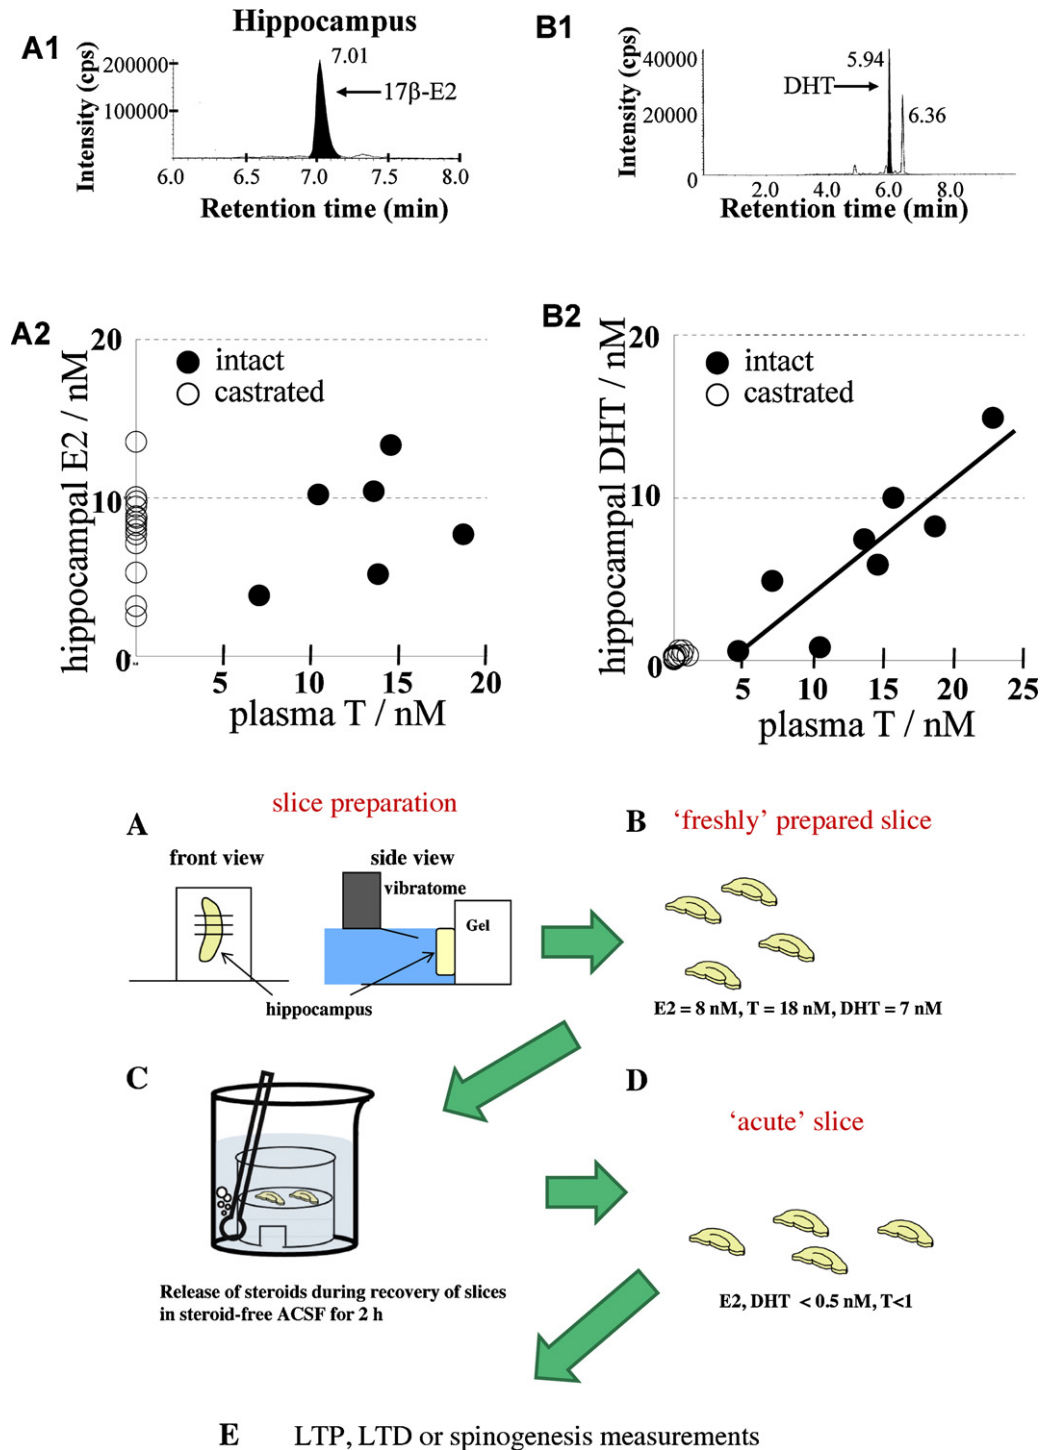 Hippocampus
A1
Intensity (cps)
200000
100000
7.01
17β-E2
6.0 6.5 7.0 7.5 8.0
Retention time (min)
B1
Intensity (cps)
40000
20000
0
5.94
DHT
6.36
2.0 4.0 6.0 8.0
Retention time (min)
A2
hippocampal E2 / nM
20
10
0
intact
castrated
5 10 15 20
plasma T / nM
B2
hippocampal DHT / nM
20
10
0
intact
castrated
5 10 15 20 25
plasma T / nM
A
slice preparation
front view
side view
vibratome
Gel
hippocampus
B
‘freshly’ prepared slice
E2 = 8 nM, T = 18 nM, DHT = 7 nM
C
Release of steroids during recovery of slices
in steroid-free ACSF for 2 h
D
‘acute’ slice
E2, DHT < 0.5 nM, T<1
E LTP, LTD or spinogenesis measurements